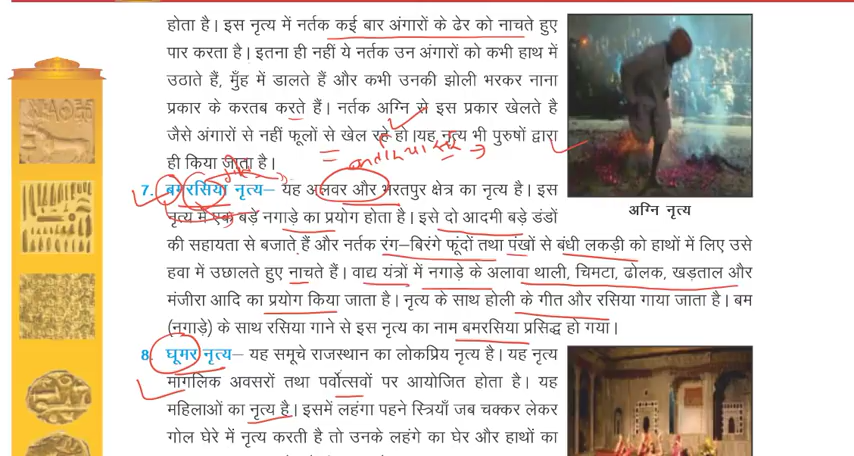 होता है। इस नृत्य में नर्तक कई बार अंगारों के ढेर को नाचते हुए
पार करता है। इतना ही नहीं ये नर्तक उन अंगारों को कभी हाथ में
उठाते हैं, मुँह में डालते हैं और कभी उनकी झोली भरकर नाना
प्रकार के करतब करते हैं। नर्तक अग्नि से इस प्रकार खेलते है
जैसे अंगारों से नहीं फूलों से खेल रहे हो।यह नृत्य भी पुरुषों द्वारा
ही किया जाता है।
अग्नि नृत्य
7. बमरसिया नृत्य– यह अलवर और भरतपुर क्षेत्र का नृत्य है। इस
नृत्य में एक बड़े नगाड़े का प्रयोग होता है। इसे दो आदमी बड़े डंडों
की सहायता से बजाते हैं और नर्तक रंग–बिरंगे फूंदों तथा पंखों से बंधी लकड़ी को हाथों में लिए उसे
हवा में उछालते हुए नाचते हैं। वाद्य यंत्रों में नगाड़े के अलावा थाली, चिमटा, ढोलक, खड़ताल और
मंजीरा आदि का प्रयोग किया जाता है। नृत्य के साथ होली के गीत और रसिया गाया जाता है। बम
(नगाड़े) के साथ रसिया गाने से इस नृत्य का नाम बमरसिया प्रसिद्ध हो गया।
8. घूमर नृत्य– यह समूचे राजस्थान का लोकप्रिय नृत्य है। यह नृत्य
मांगलिक अवसरों तथा पर्वोत्सवों पर आयोजित होता है। यह
महिलाओं का नृत्य है। इसमें लहंगा पहने स्त्रियाँ जब चक्कर लेकर
गोल घेरे में नृत्य करती है तो उनके लहंगे का घेर और हाथों का